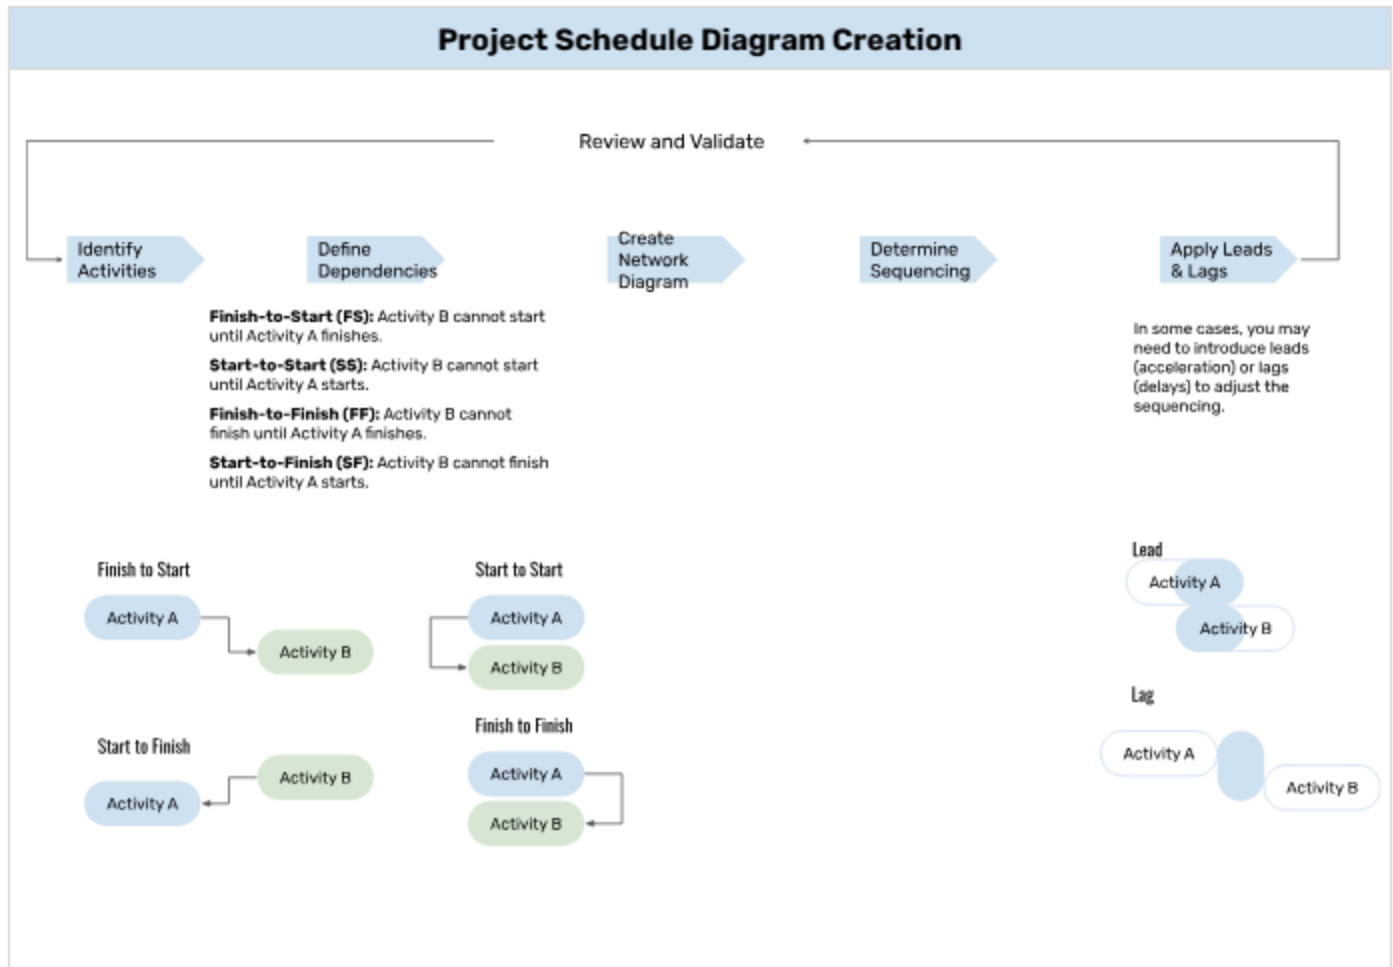 Project Schedule Diagram Creation
Review and Validate
Identify
Activities
Define
Dependencies
Create
Network
Diagram
Determine
Sequencing
Apply Leads
& Lags
Finish-to-Start (FS): Activity B cannot start
until Activity A finishes.
Start-to-Start (SS): Activity B cannot start
until Activity A starts.
Finish-to-Finish (FF): Activity B cannot
finish until Activity A finishes.
Start-to-Finish (SF): Activity B cannot finish
until Activity A starts.
In some cases, you may
need to introduce leads
(acceleration) or lags
(delays) to adjust the
sequencing.
Finish to Start
Activity A
Activity B
Start to Start
Activity A
Activity B
Start to Finish
Activity B
Activity A
Finish to Finish
Activity A
Activity B
Lead
Activity A
Activity B
Lag
Activity A
Activity B